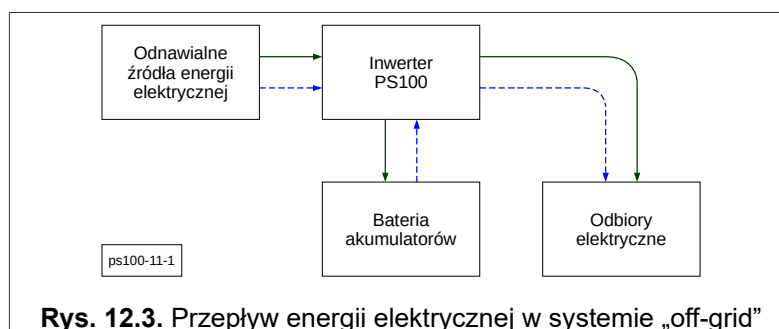 Odnawialne
źródła energii
elektrycznej
Inwerter
PS100
Bateria
akumulatorów
Odbiory
elektryczne
ps100-11-1
Rys. 12.3. Przepływ energii elektrycznej w systemie „off-grid”